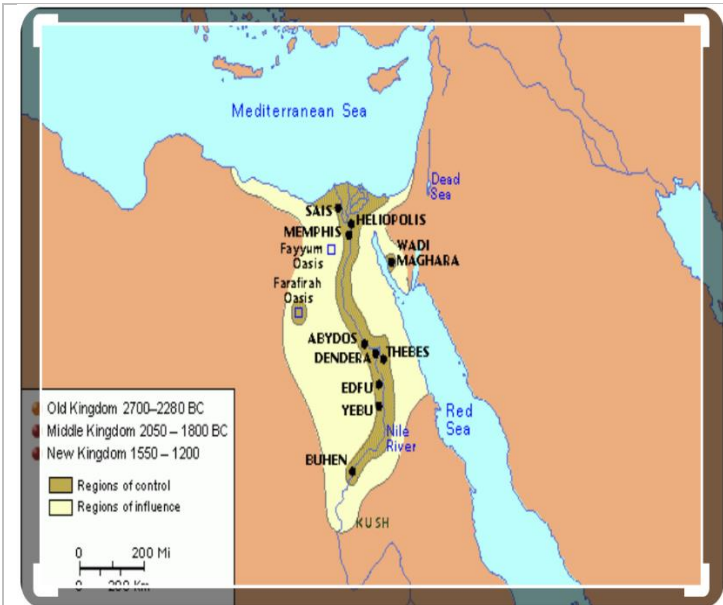 Mediterranean Sea
Dead
Sea
SAIS
HELIOPOLIS
MEMPHIS
WADI
MAGHARA
Fayyum
Oasis
Farafirah
Oasis
ABYDOS
THEBES
DENDERA
EDFU
YEBU
Red
Sea
Nile
River
BUHEN
KUSH
Old Kingdom 2700–2280 BC
Middle Kingdom 2050 – 1800 BC
New Kingdom 1550 – 1200
Regions of control
Regions of influence
0 200 Mi
0 200 Km